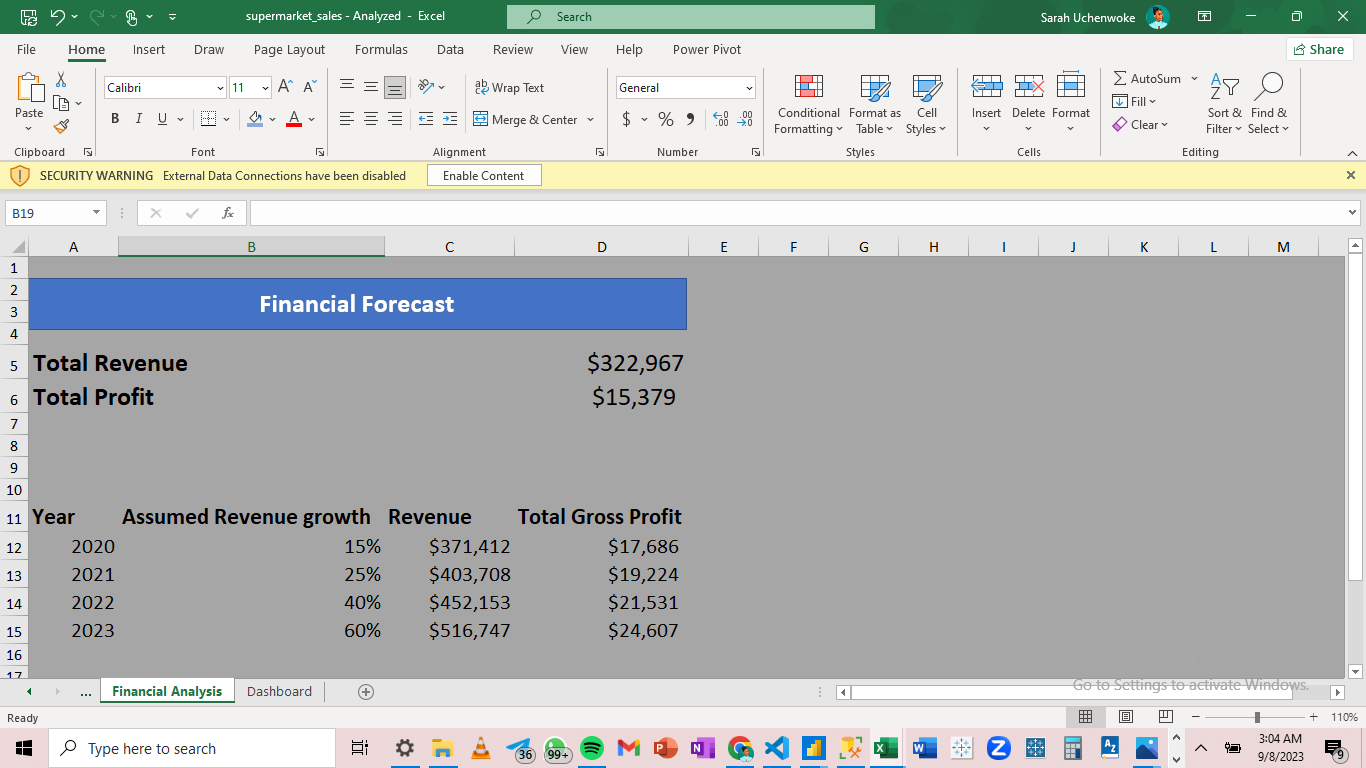 supermarket_sales - Analyzed - Excel
Search
Sarah Uchenwoke
File Home Insert Draw Page Layout Formulas Data Review View Help Power Pivot
Share
Paste
Calibri 11
Wrap Text
General
AutoSum
Fill
Clear
B I U
Merge & Center
$ % 9
Conditional Formatting
Format as Table
Cell Styles
Insert Delete Format
Sort & Filter
Find & Select
Clipboard Font Alignment Number Styles Cells Editing
SECURITY WARNING External Data Connections have been disabled Enable Content
B19 fx
A B C D E F G H I J K L M
1
2
Financial Forecast
3
4
5 Total Revenue $322,967
6 Total Profit $15,379
7
8
9
10
11 Year Assumed Revenue growth Revenue Total Gross Profit
12 2020 15% $371,412 $17,686
13 2021 25% $403,708 $19,224
14 2022 40% $452,153 $21,531
15 2023 60% $516,747 $24,607
16
17
Go to Settings to activate Windows.
... Financial Analysis Dashboard
Ready 110%
Type here to search
36
99+
3:04 AM
9/8/2023
9